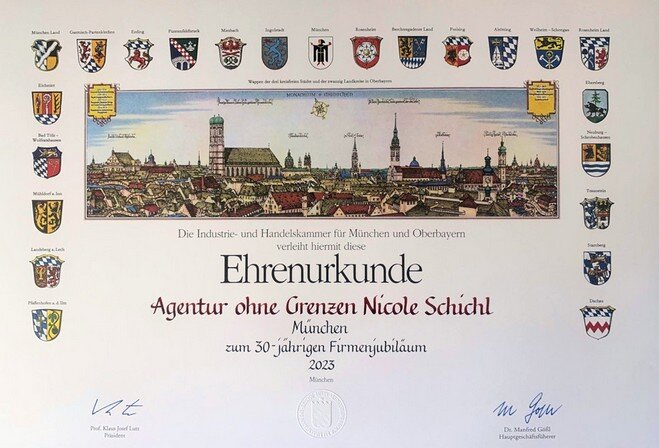 München Land
Garmisch-Partenkirchen
Erding
Fürstenfeldbruck
Miesbach
Ingolstadt
München
Rosenheim
Berchtesgadener Land
Freising
Altötting
Weilheim - Schongau
Rosenheim Land
Wappen der drei kreisfreien Städte und der zwanzig Landkreise in Oberbayern
Eichstätt
Bad Tölz -
Wolfratshausen
Mühldorf a. Inn
Landsberg a. Lech
Pfaffenhofen a. d. Ilm
Ebersberg
Neuburg -
Schrobenhausen
Traunstein
Starnberg
Dachau
Die Industrie- und Handelskammer für München und Oberbayern
verleiht hiermit diese
Ehrenurkunde
Agentur ohne Grenzen Nicole Schichl
München
zum 30-jährigen Firmenjubiläum
2023
München
Prof. Klaus Josef Lutz
Präsident
Dr. Manfred Gößl
Hauptgeschäftsführer